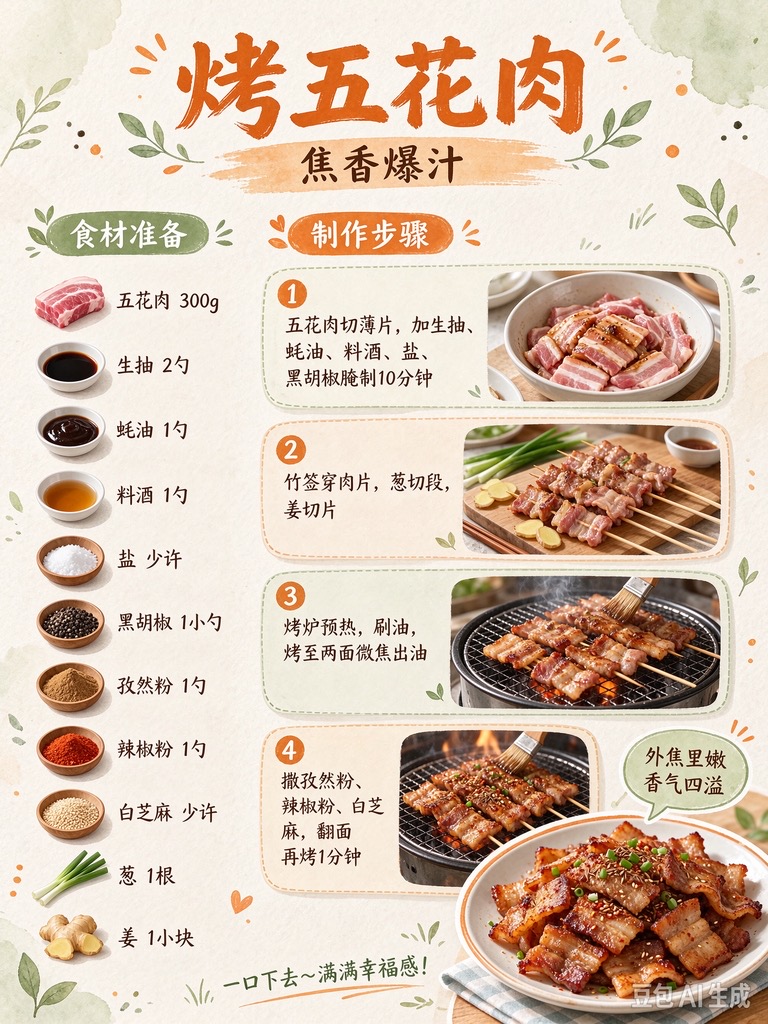 烤五花肉
焦香爆汁
食材准备
五花肉 300g
生抽 2勺
蚝油 1勺
料酒 1勺
盐 少许
黑胡椒 1小勺
孜然粉 1勺
辣椒粉 1勺
白芝麻 少许
葱 1根
姜 1小块
制作步骤
1
五花肉切薄片，加生抽、
蚝油、料酒、盐、
黑胡椒腌制10分钟
2
竹签穿肉片，葱切段，
姜切片
3
烤炉预热，刷油，
烤至两面微焦出油
4
撒孜然粉、
辣椒粉、白芝
麻，翻面
再烤1分钟
外焦里嫩
香气四溢
一口下去~满满幸福感！
豆包AI生成